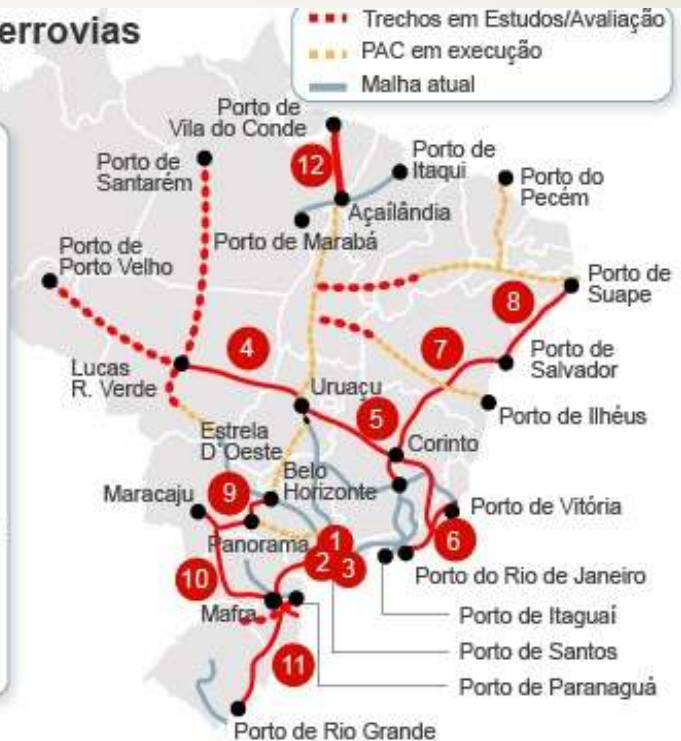 errovias
Trechos em Estudos/Avaliação
PAC em execução
Malha atual
Porto de
Vila do Conde
Porto de
Santarém
12
Porto de
Itaqui
Porto do
Pecém
Açailândia
Porto de Marabá
Porto de
Porto Velho
Porto de
Suape
8
4
7
Porto de
Salvador
Lucas
R. Verde
Uruaçu
5
Porto de Ilhéus
Estrela
D'Oeste
Corinto
Belo
Horizonte
9
Maracaju
Porto de Vitória
Panorama
1
2
3
6
10
Porto do Rio de Janeiro
Mafra
Porto de Itaguaí
Porto de Santos
11
Porto de Paranaguá
Porto de Rio Grande